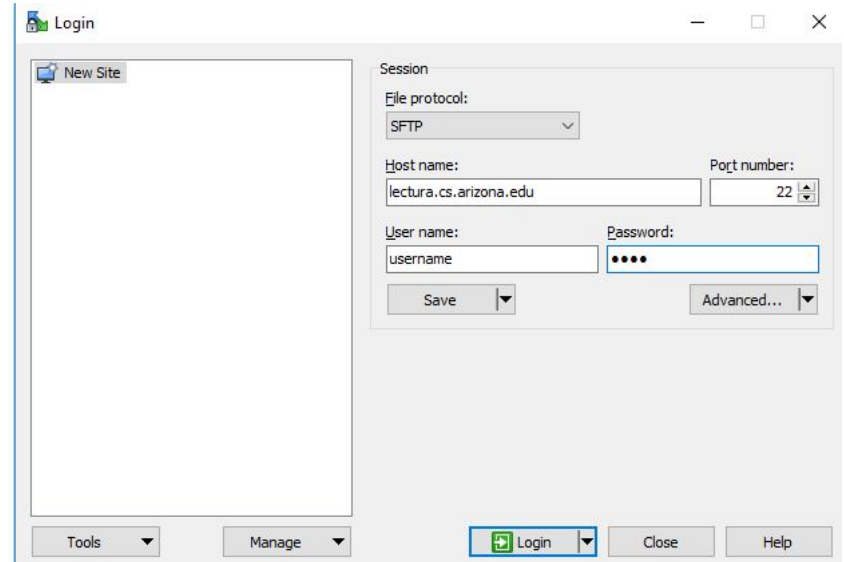 Login
New Site
Session
File protocol:
SFTP
Host name: Port number:
lectura.cs.arizona.edu 22
User name: Password:
username ••••
Save Advanced...
Tools Manage Login Close Help